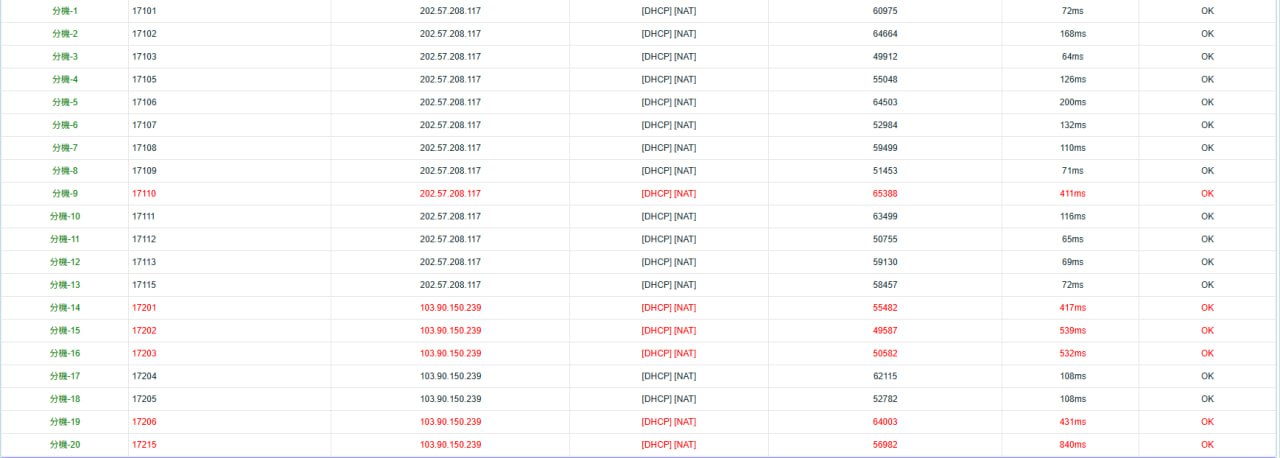 分機-1 17101 202.57.208.117 [DHCP] [NAT] 60975 72ms OK
分機-2 17102 202.57.208.117 [DHCP] [NAT] 64664 168ms OK
分機-3 17103 202.57.208.117 [DHCP] [NAT] 49912 64ms OK
分機-4 17105 202.57.208.117 [DHCP] [NAT] 55048 126ms OK
分機-5 17106 202.57.208.117 [DHCP] [NAT] 64503 200ms OK
分機-6 17107 202.57.208.117 [DHCP] [NAT] 52984 132ms OK
分機-7 17108 202.57.208.117 [DHCP] [NAT] 59499 110ms OK
分機-8 17109 202.57.208.117 [DHCP] [NAT] 51453 71ms OK
分機-9 17110 202.57.208.117 [DHCP] [NAT] 65388 411ms OK
分機-10 17111 202.57.208.117 [DHCP] [NAT] 63499 116ms OK
分機-11 17112 202.57.208.117 [DHCP] [NAT] 50755 65ms OK
分機-12 17113 202.57.208.117 [DHCP] [NAT] 59130 69ms OK
分機-13 17115 202.57.208.117 [DHCP] [NAT] 58457 72ms OK
分機-14 17201 103.90.150.239 [DHCP] [NAT] 55482 417ms OK
分機-15 17202 103.90.150.239 [DHCP] [NAT] 49587 539ms OK
分機-16 17203 103.90.150.239 [DHCP] [NAT] 50582 532ms OK
分機-17 17204 103.90.150.239 [DHCP] [NAT] 62115 108ms OK
分機-18 17205 103.90.150.239 [DHCP] [NAT] 52782 108ms OK
分機-19 17206 103.90.150.239 [DHCP] [NAT] 64003 431ms OK
分機-20 17215 103.90.150.239 [DHCP] [NAT] 56982 840ms OK